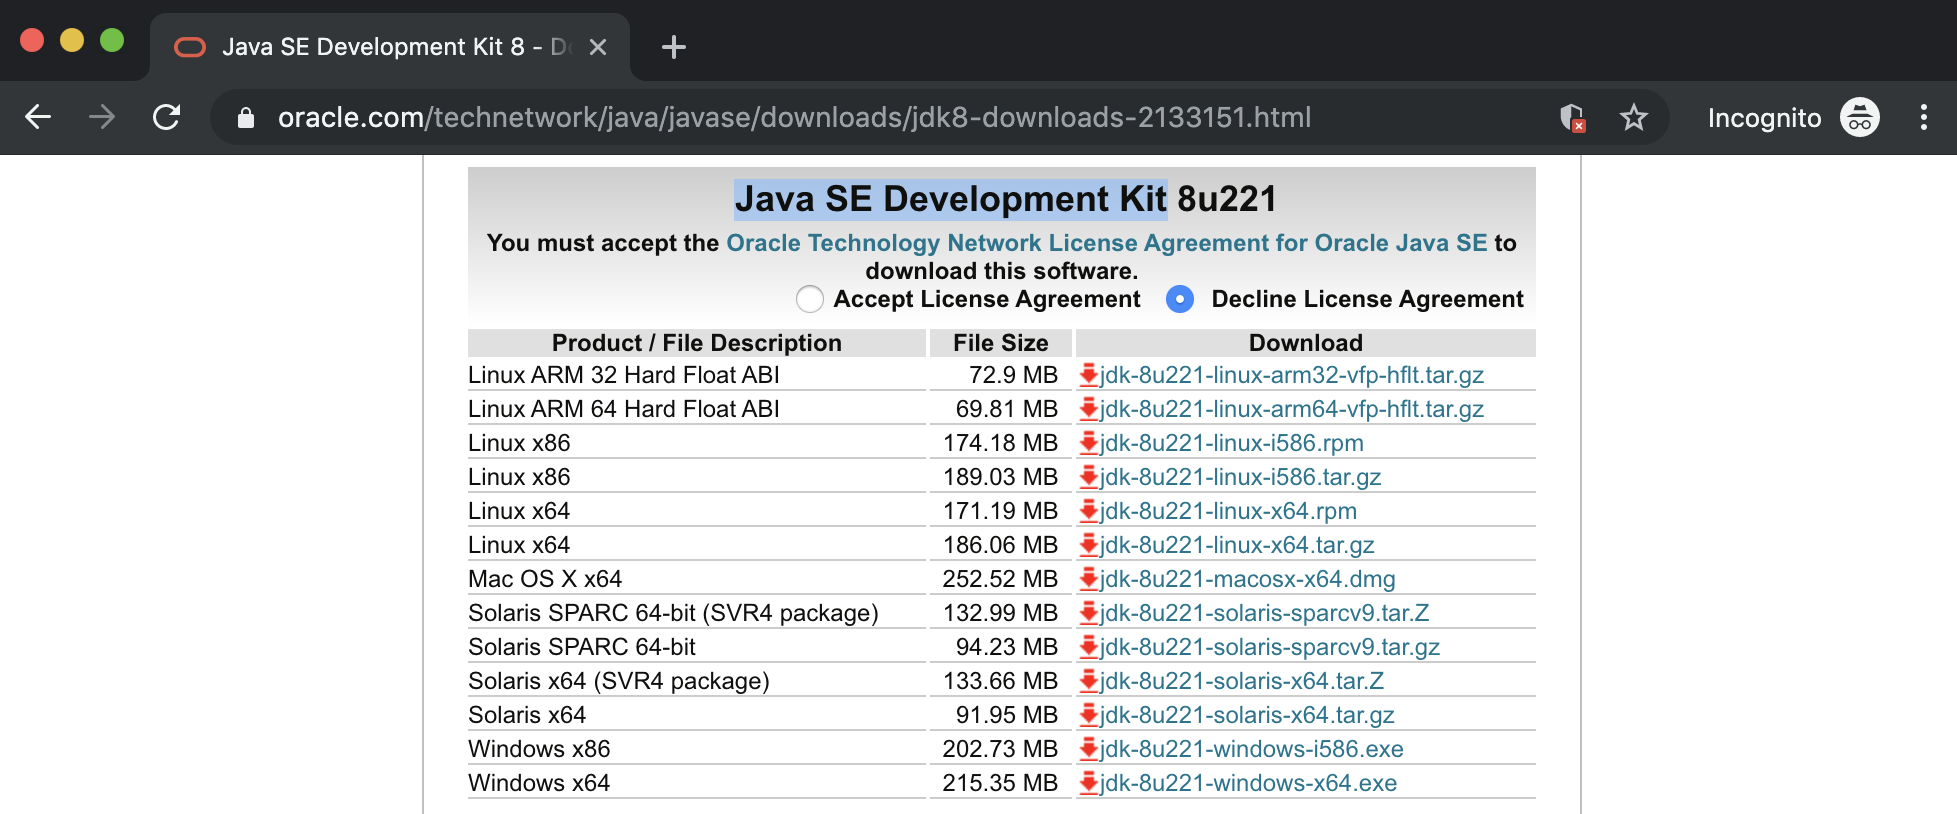 Java SE Development Kit 8 - D
oracle.com/technetwork/java/javase/downloads/jdk8-downloads-2133151.html
Incognito
Java SE Development Kit 8u221
You must accept the Oracle Technology Network License Agreement for Oracle Java SE to
download this software.
Accept License Agreement Decline License Agreement
Product / File Description File Size Download
Linux ARM 32 Hard Float ABI 72.9 MB jdk-8u221-linux-arm32-vfp-hflt.tar.gz
Linux ARM 64 Hard Float ABI 69.81 MB jdk-8u221-linux-arm64-vfp-hflt.tar.gz
Linux x86 174.18 MB jdk-8u221-linux-i586.rpm
Linux x86 189.03 MB jdk-8u221-linux-i586.tar.gz
Linux x64 171.19 MB jdk-8u221-linux-x64.rpm
Linux x64 186.06 MB jdk-8u221-linux-x64.tar.gz
Mac OS X x64 252.52 MB jdk-8u221-macosx-x64.dmg
Solaris SPARC 64-bit (SVR4 package) 132.99 MB jdk-8u221-solaris-sparcv9.tar.Z
Solaris SPARC 64-bit 94.23 MB jdk-8u221-solaris-sparcv9.tar.gz
Solaris x64 (SVR4 package) 133.66 MB jdk-8u221-solaris-x64.tar.Z
Solaris x64 91.95 MB jdk-8u221-solaris-x64.tar.gz
Windows x86 202.73 MB jdk-8u221-windows-i586.exe
Windows x64 215.35 MB jdk-8u221-windows-x64.exe